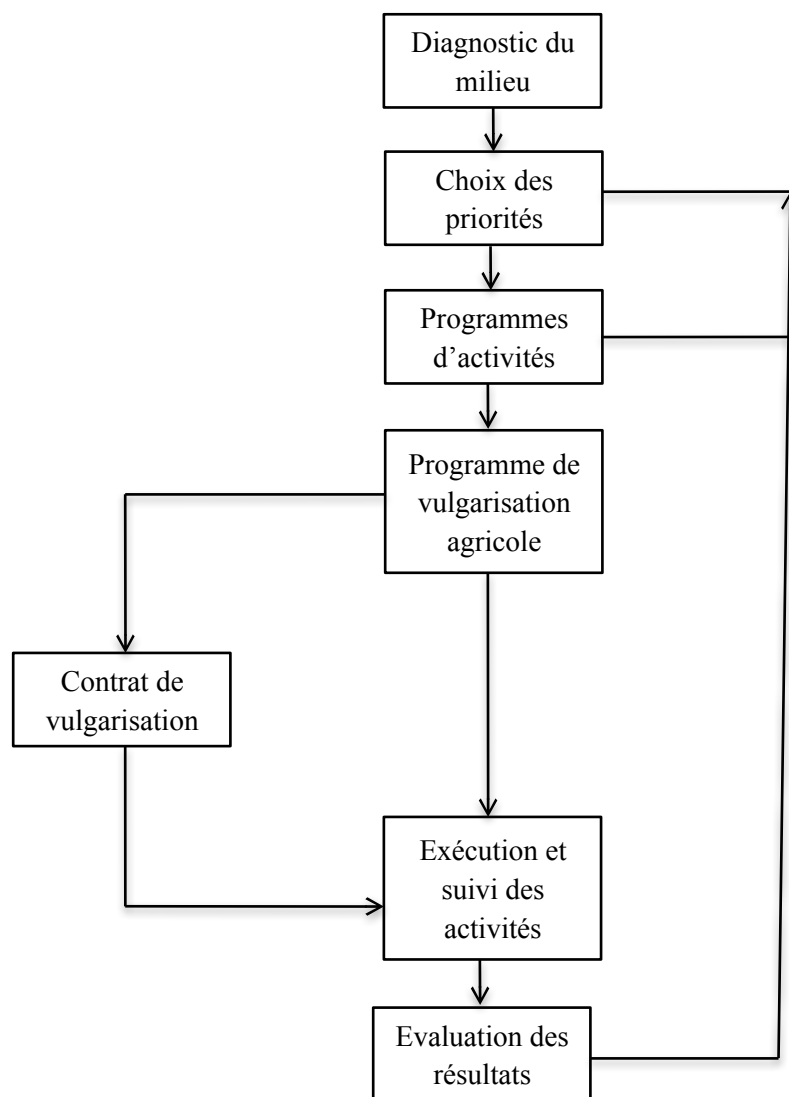 Diagnostic du
milieu
Choix des
priorités
Programmes
d’activités
Programme de
vulgarisation
agricole
Contrat de
vulgarisation
Exécution et
suivi des
activités
Evaluation des
résultats